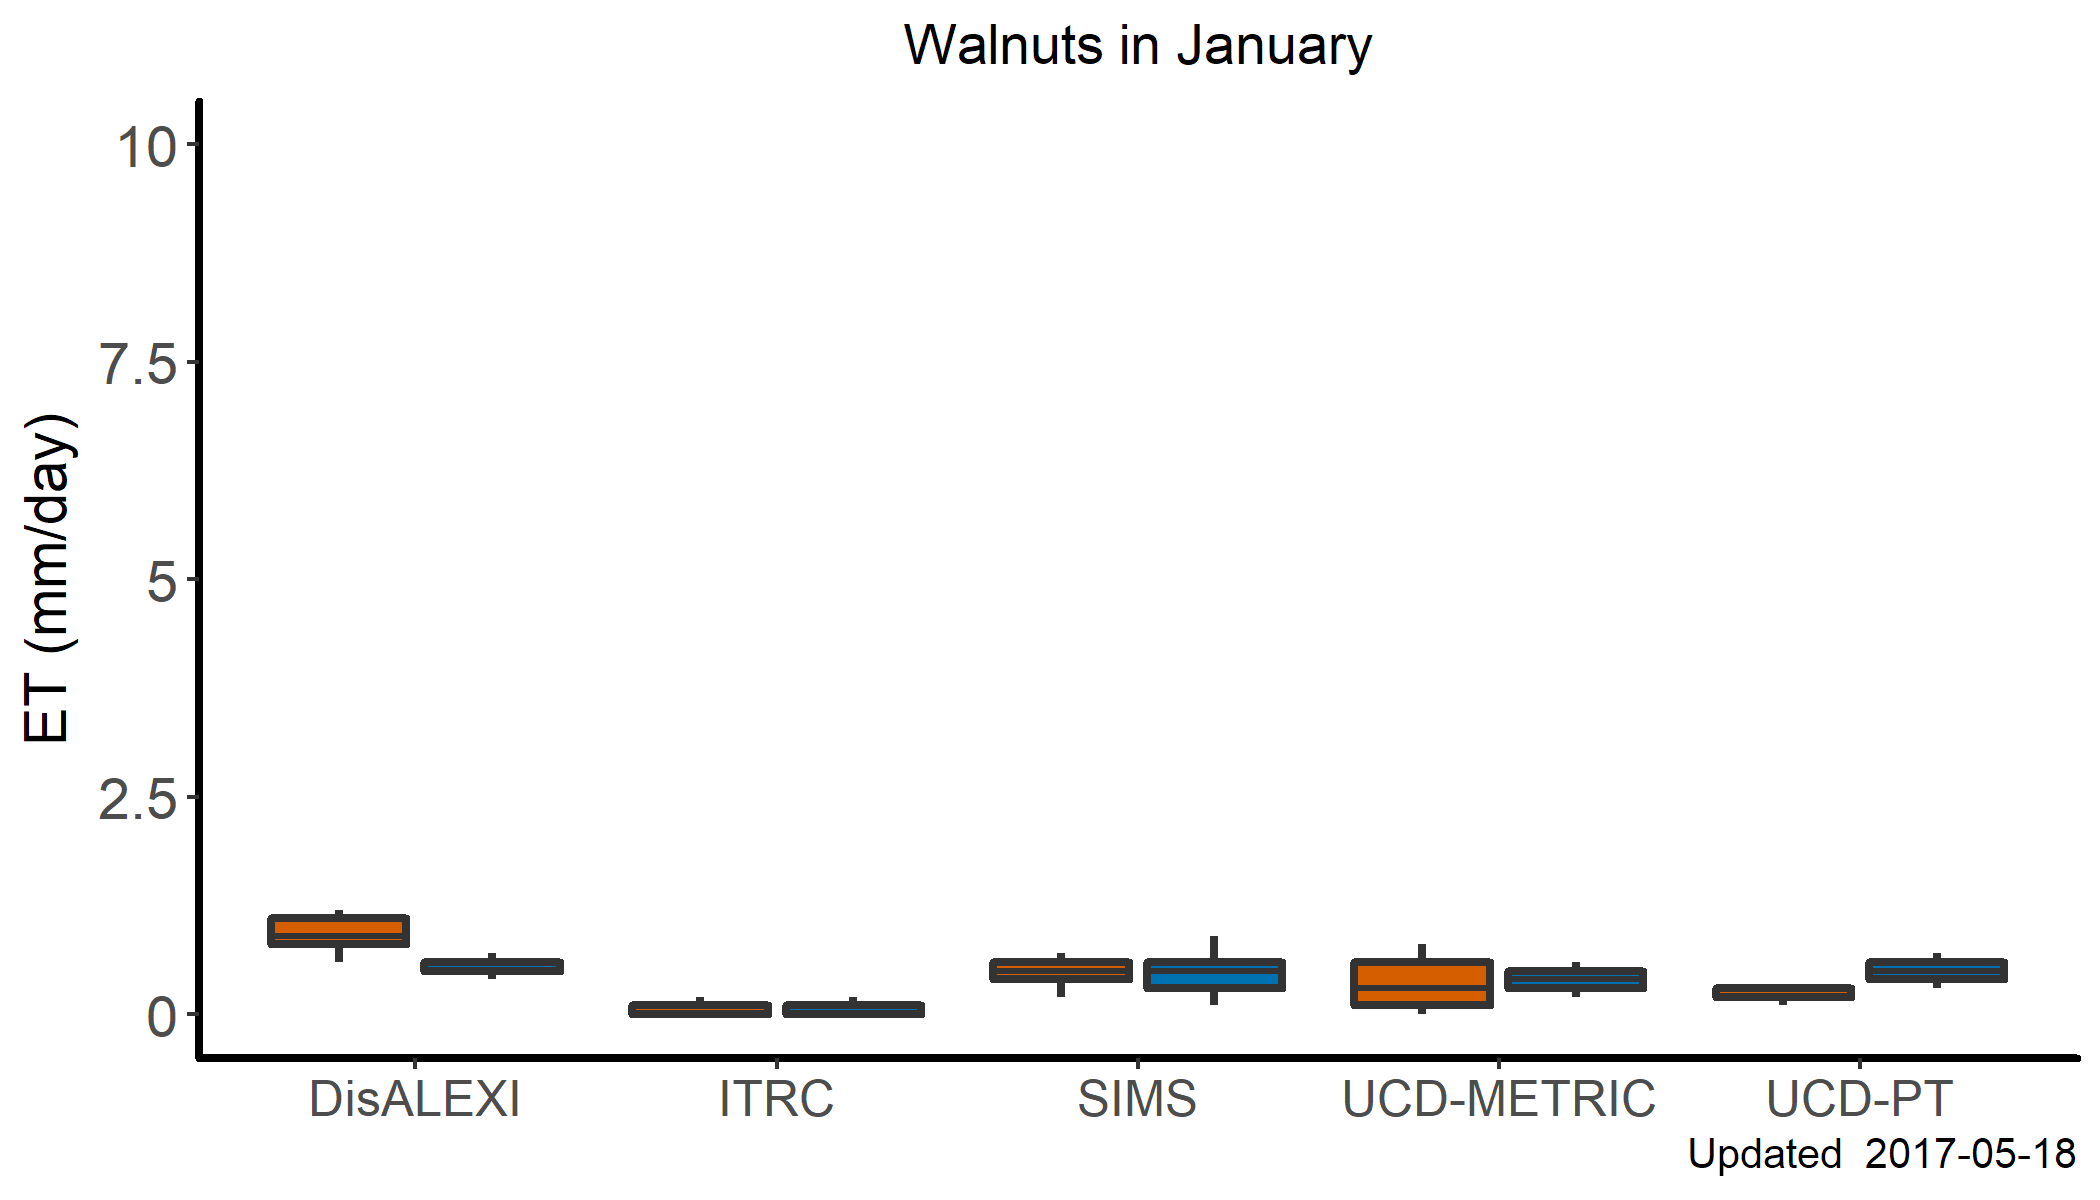 Walnuts in January
ET (mm/day)
10
7.5
5
2.5
0
DisALEXI ITRC SIMS UCD-METRIC UCD-PT
Updated  2017-05-18